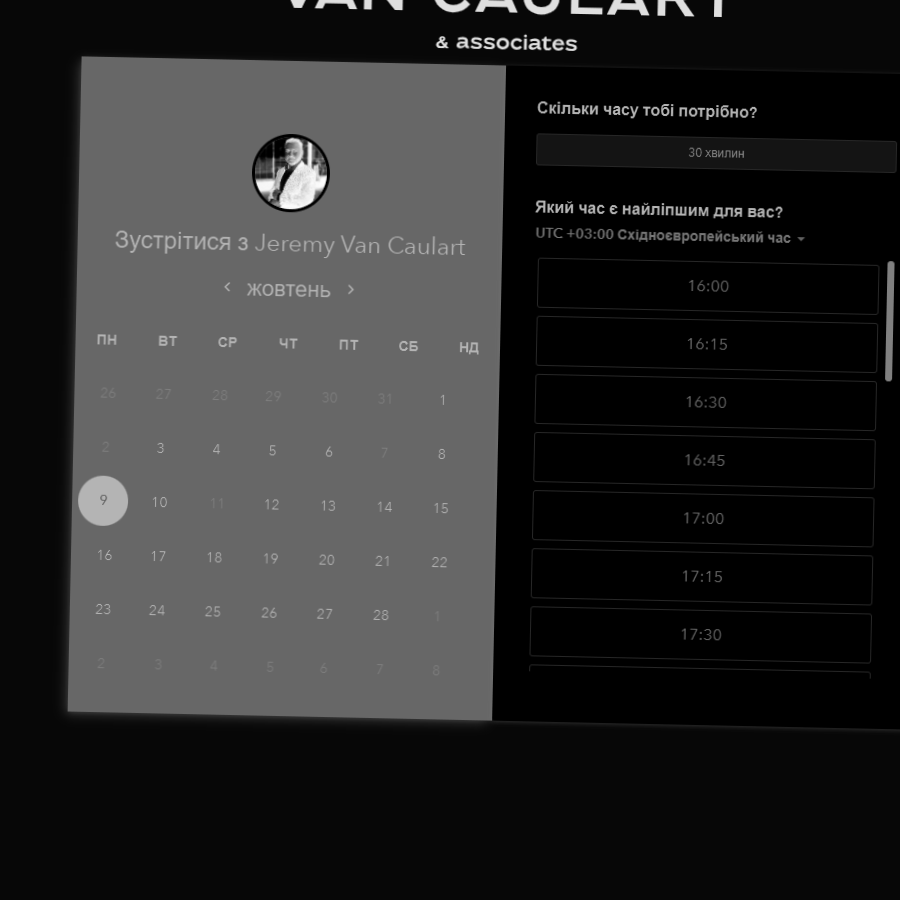 VAN CAULART
& associates
Зустрітися з Jeremy Van Caulart
жовтень
ПН ВТ СР ЧТ ПТ СБ НД
26 27 28 29 30 31 1
2 3 4 5 6 7 8
9 10 11 12 13 14 15
16 17 18 19 20 21 22
23 24 25 26 27 28 1
2 3 4 5 6 7 8
Скільки часу тобі потрібно?
30 хвилин
Який час є найліпшим для вас?
UTC +03:00 Східноєвропейський час
16:00
16:15
16:30
16:45
17:00
17:15
17:30